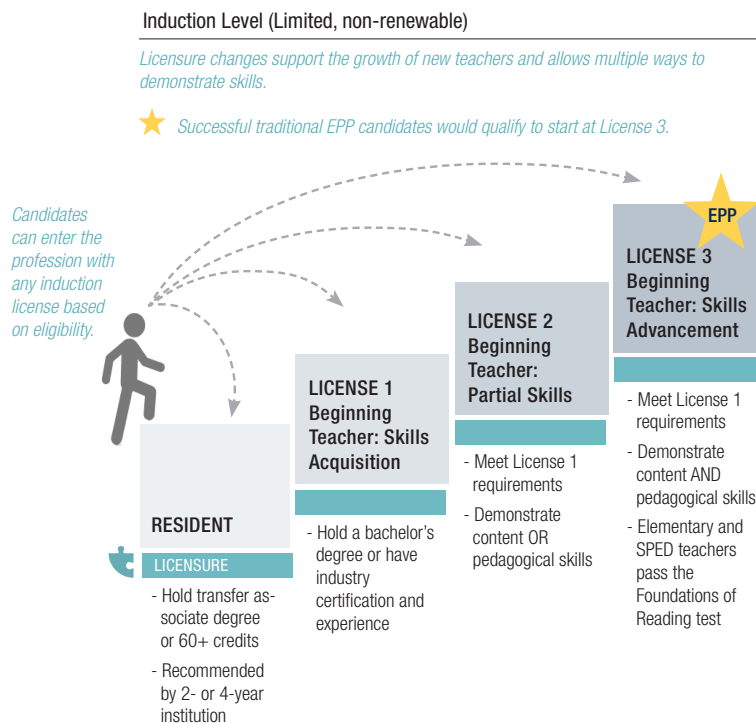 Induction Level (Limited, non-renewable)
Licensure changes support the growth of new teachers and allows multiple ways to
demonstrate skills.
Successful traditional EPP candidates would qualify to start at License 3.
Candidates
can enter the
profession with
any induction
license based
on eligibility.
RESIDENT
LICENSURE
- Hold transfer as-
sociate degree
or 60+ credits
- Recommended
by 2- or 4-year
institution
LICENSE 1
Beginning
Teacher: Skills
Acquisition
- Hold a bachelor's
degree or have
industry
certification and
experience
LICENSE 2
Beginning
Teacher:
Partial Skills
- Meet License 1
requirements
- Demonstrate
content OR
pedagogical skills
EPP
LICENSE 3
Beginning
Teacher: Skills
Advancement
- Meet License 1
requirements
- Demonstrate
content AND
pedagogical skills
- Elementary and
SPED teachers
pass the
Foundations of
Reading test